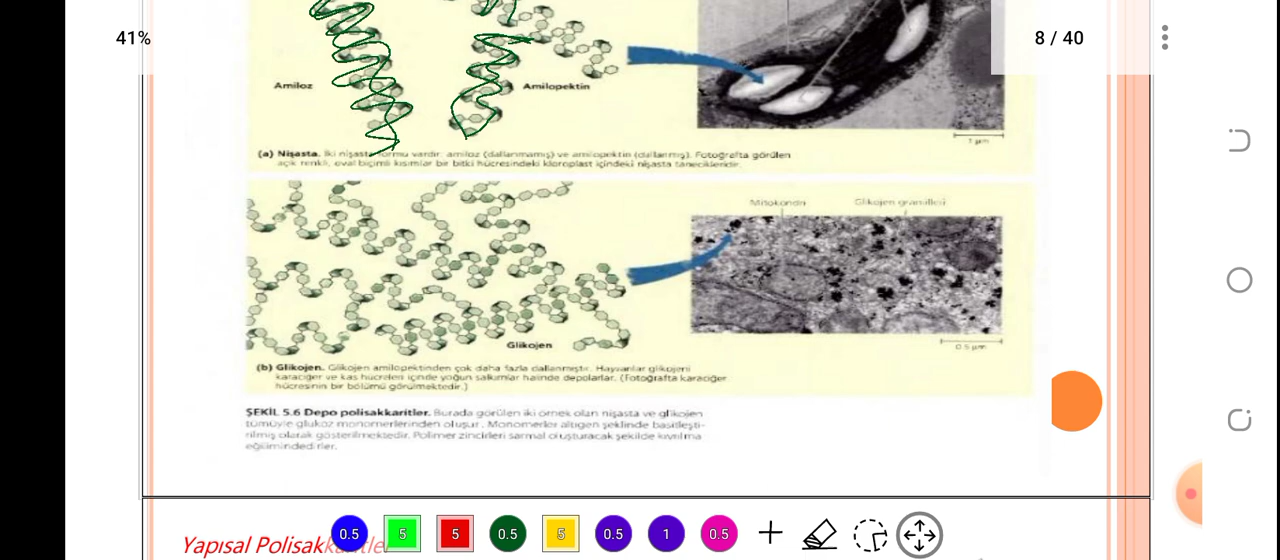 41%
8 / 40
Amiloz
Amilopektin
1 µm
(a) Nişasta. İki nişasta formu vardır: amiloz (dallanmamış) ve amilopektin (dallanmış). Fotoğrafta görülen
açık renkli, oval biçimli kısımlar bir bitki hücresindeki kloroplast içindeki nişasta tanecikleridir.
Mitokondri
Glikojen granülleri
Glikojen
0.5 µm
(b) Glikojen. Glikojen amilopektinden çok daha fazla dallanmıştır. Hayvanlar glikojeni
karaciğer ve kas hücreleri içinde yoğun salkımlar halinde depolarlar. (Fotoğrafta karaciğer
hücresinin bir bölümü görülmektedir.)
ŞEKİL 5.6 Depo polisakkaritler. Burada görülen iki örnek olan nişasta ve glikojen
tümüyle glukoz monomerlerinden oluşur. Monomerler altıgen şeklinde basitleşti-
rilmiş olarak gösterilmektedir. Polimer zincirleri sarmal oluşturacak şekilde kıvrılma
eğilimindedirler.
Yapısal Polisakkaritler
0.5 5 5 0.5 5 0.5 1 0.5